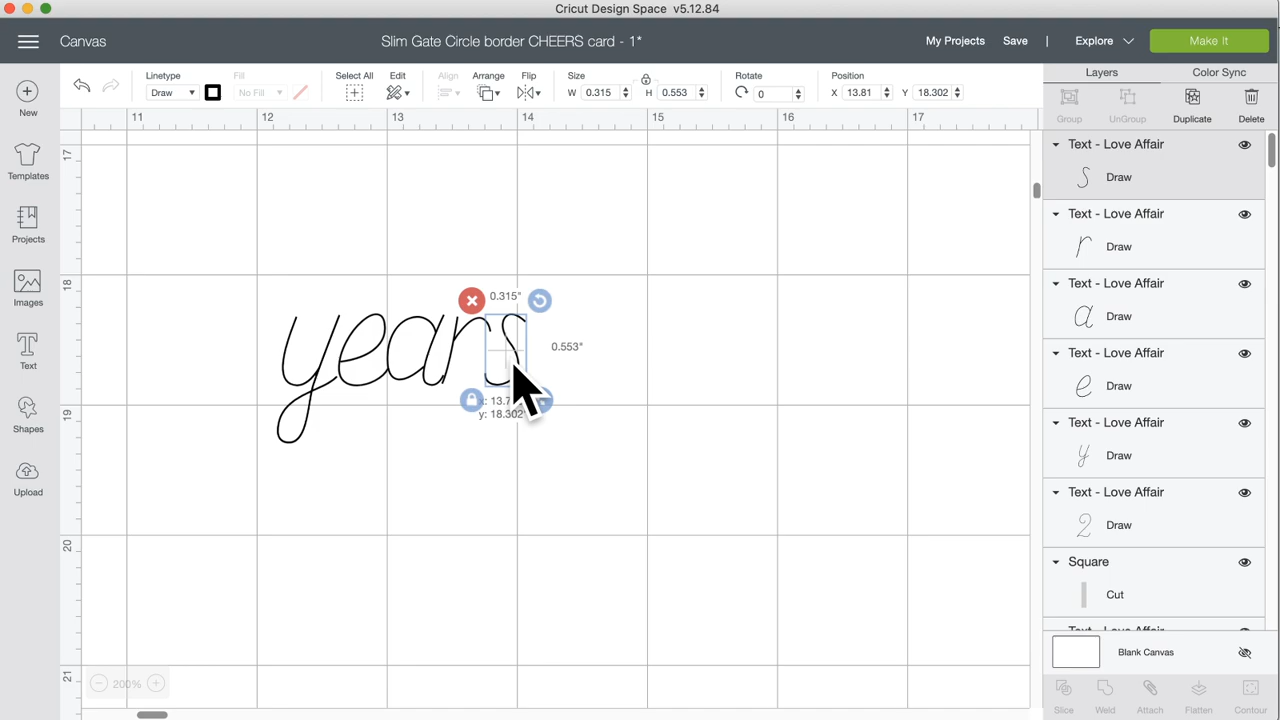 Cricut Design Space v5.12.84
Canvas
Slim Gate Circle border CHEERS card - 1*
My Projects Save | Explore Make It
Linetype Fill Select All Edit Align Arrange Flip Size Rotate Position
Draw No Fill W 0.315 H 0.553 0 X 13.81 Y 18.302
Layers Color Sync
Group UnGroup Duplicate Delete
11 12 13 14 15 16 17
17
18
19
20
21
New
Templates
Projects
Images
Text
Shapes
Upload
0.315"
years
0.553"
y: 18.302
200%
Text - Love Affair
s Draw
Text - Love Affair
r Draw
Text - Love Affair
a Draw
Text - Love Affair
e Draw
Text - Love Affair
y Draw
Text - Love Affair
2 Draw
Square
Cut
Text - Love Affair
Blank Canvas
Slice Weld Attach Flatten Contour